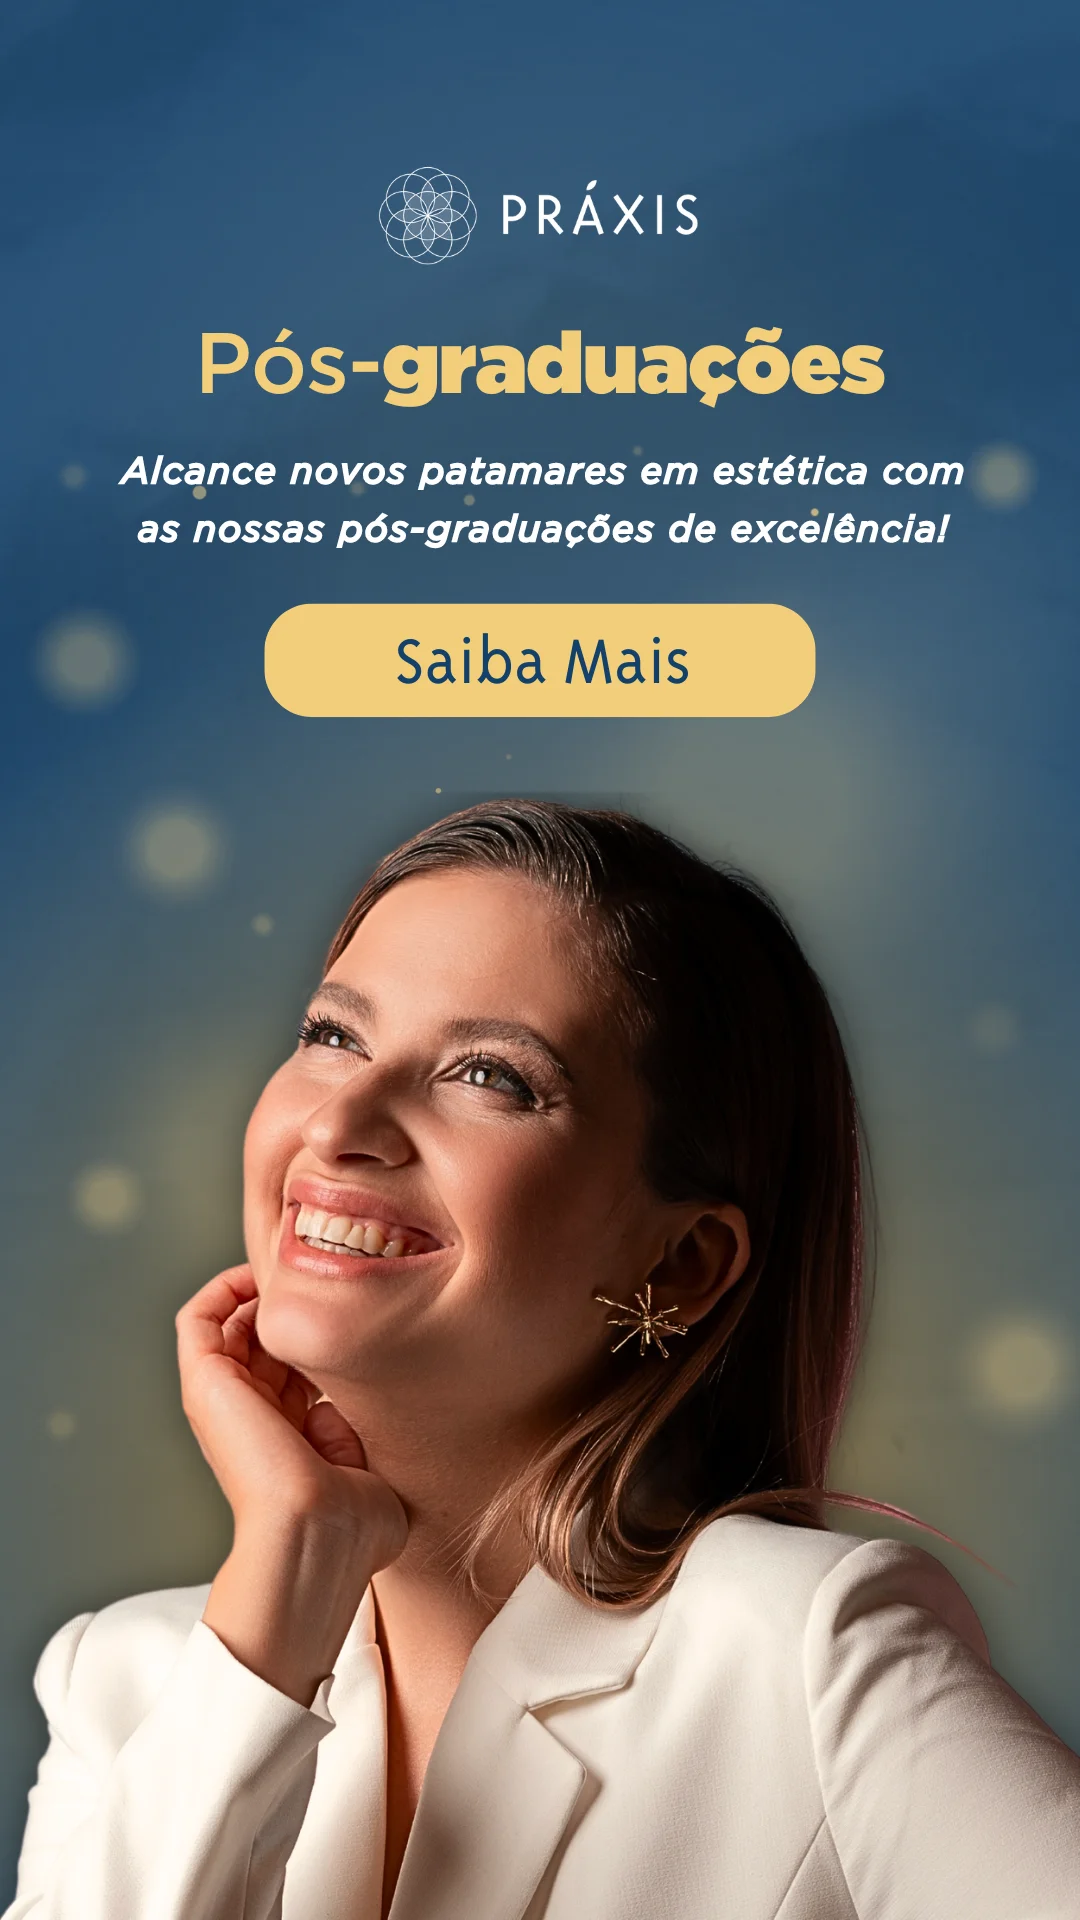 PRÁXIS
Pós-graduações
Alcance novos patamares em estética com
as nossas pós-graduações de excelência!
Saiba Mais